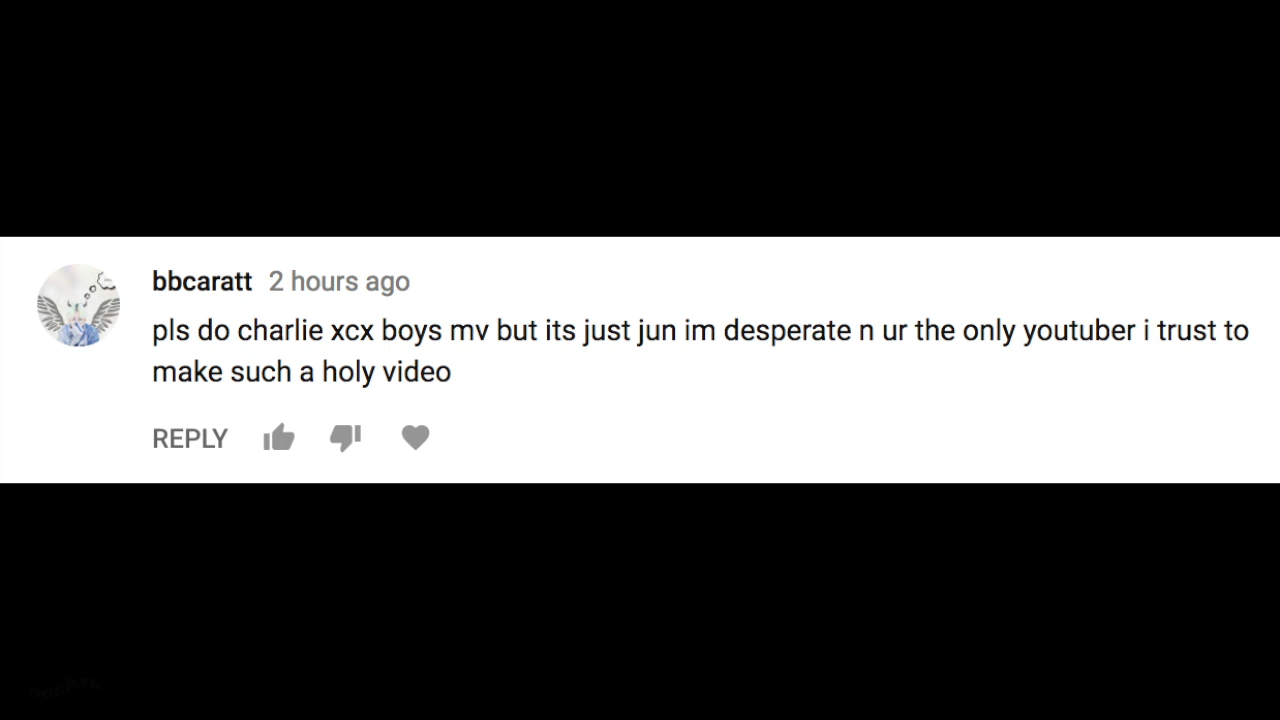 bbcaratt 2 hours ago
pls do charlie xcx boys mv but its just jun im desperate n ur the only youtuber i trust to
make such a holy video
REPLY